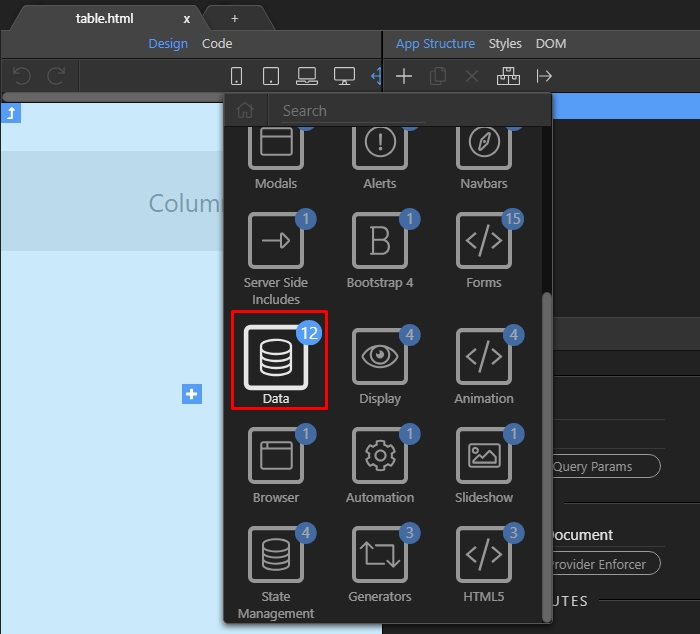 table.html x +
Design Code
App Structure Styles DOM
Search
Modals Alerts Navbars
1 1 15
Server Side
Includes
Bootstrap 4 Forms
12 4 4
Data Display Animation
1 1 1
Browser Automation Slideshow
4 3 3
State
Management
Generators HTML5
Colum
Query Params
ocument
rovider Enforcer
UTES